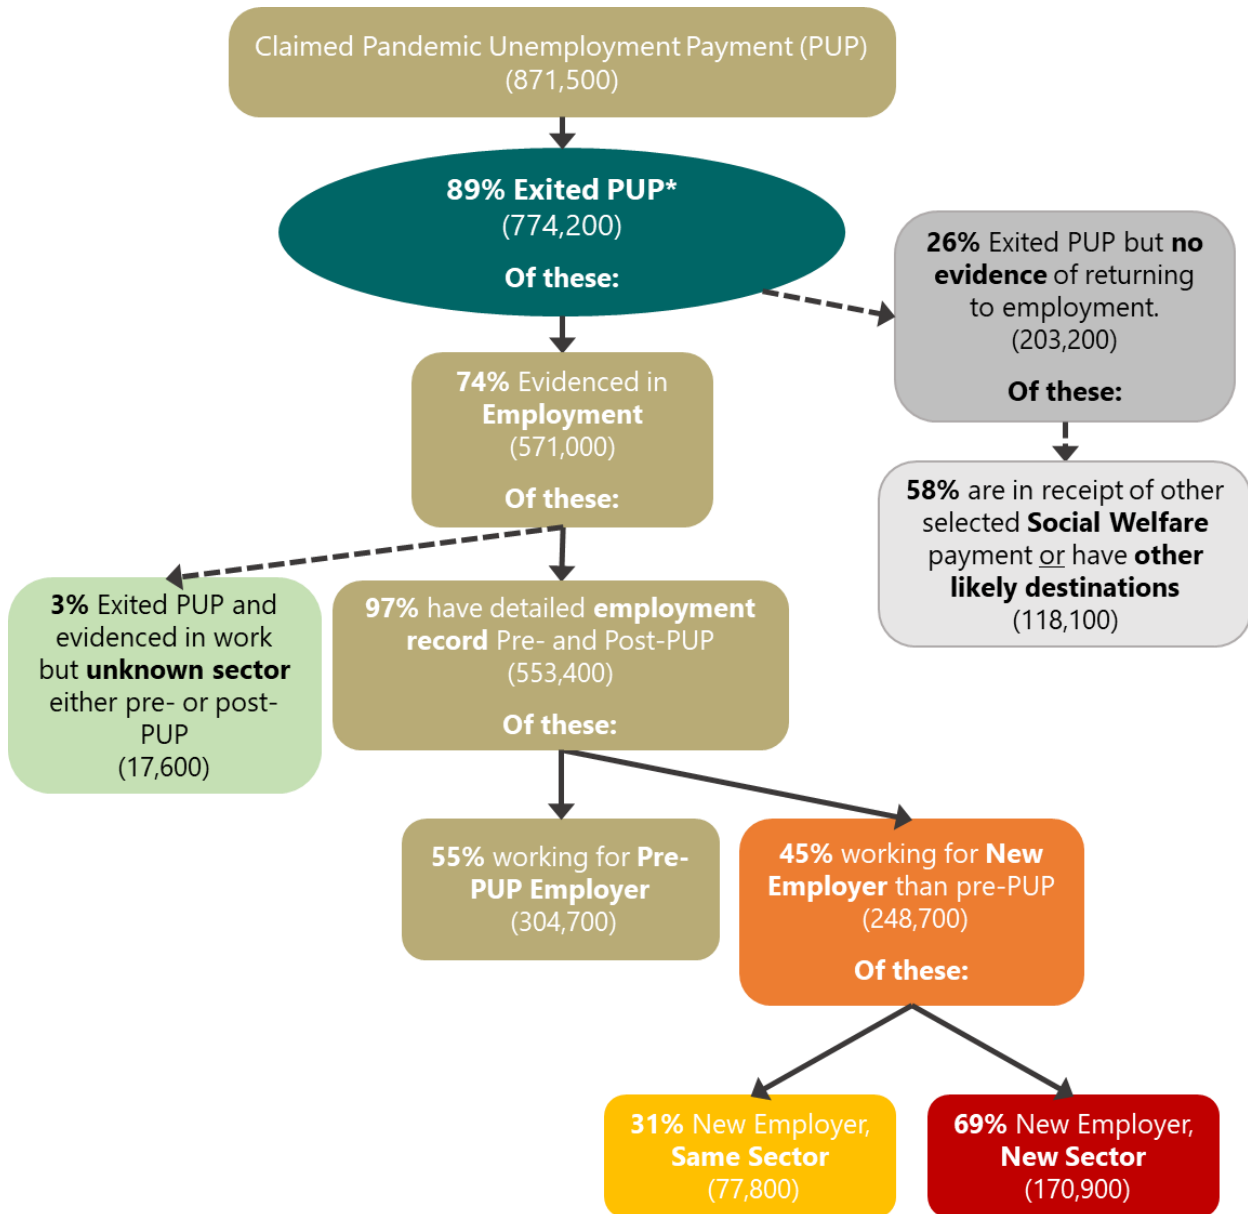 Claimed Pandemic Unemployment Payment (PUP)
(871,500)
89% Exited PUP*
(774,200)
Of these:
26% Exited PUP but no
evidence of returning
to employment.
(203,200)
Of these:
74% Evidenced in
Employment
(571,000)
Of these:
58% are in receipt of other
selected Social Welfare
payment or have other
likely destinations
(118,100)
3% Exited PUP and
evidenced in work
but unknown sector
either pre- or post-
PUP
(17,600)
97% have detailed employment
record Pre- and Post-PUP
(553,400)
Of these:
55% working for Pre-
PUP Employer
(304,700)
45% working for New
Employer than pre-PUP
(248,700)
Of these:
31% New Employer,
Same Sector
(77,800)
69% New Employer,
New Sector
(170,900)